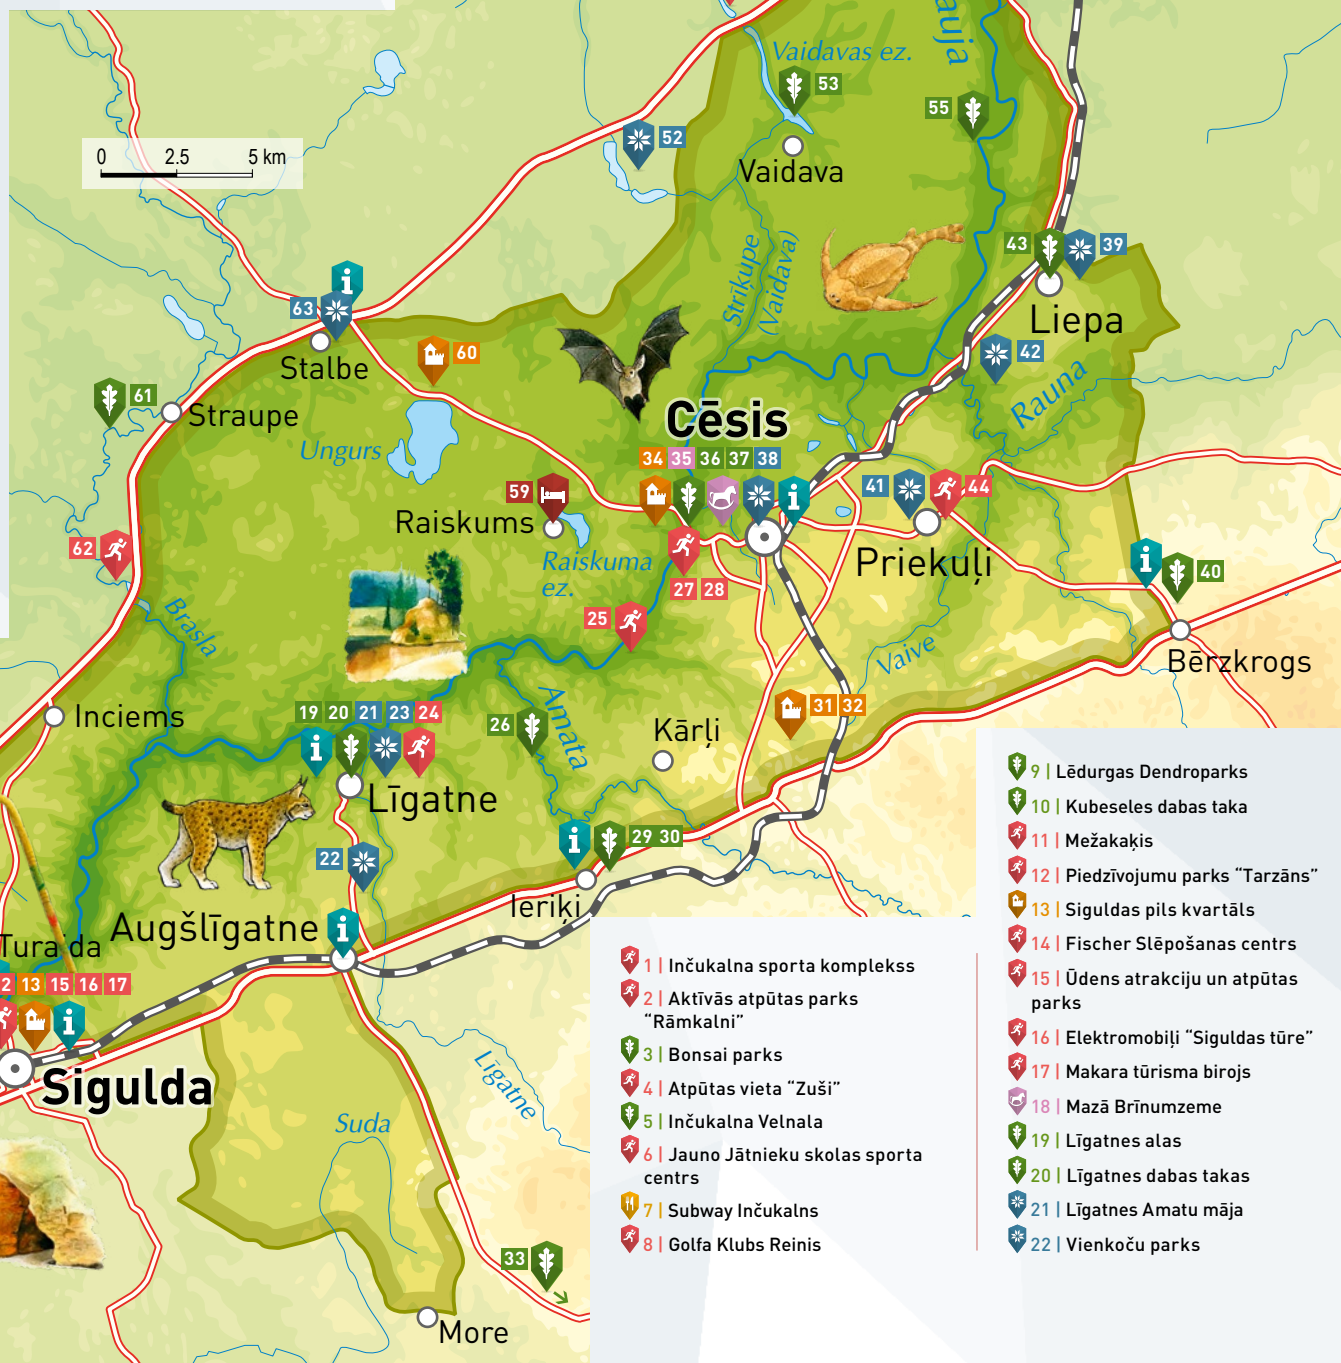 auja
Vaidavas ez.
53
55
52
Vaidava
0 2.5 5 km
Strīķupe
(Vaidava)
43
39
63
Liepa
Stalbe
60
42
Rauna
61
Straupe
Cēsis
Ungurs
34 35 36 37 38
59
41
44
Raiskums
62
Raiskuma
ez.
Priekuļi
40
27 28
25
Brasla
Vaive
Bērzkrogs
Amata
31 32
Inciems
19 20 21 23 24
26
Kārļi
Līgatne
29 30
22
Ieriķi
Augšlīgatne
Turaida
2 13 15 16 17
Sigulda
Līgatne
Suda
33
More
1 | Inčukalna sporta komplekss
2 | Aktīvās atpūtas parks
“Rāmkalni”
3 | Bonsai parks
4 | Atpūtas vieta “Zuši”
5 | Inčukalna Velnala
6 | Jauno Jātnieku skolas sporta
centrs
7 | Subway Inčukalns
8 | Golfa Klubs Reinis
9 | Lēdurgas Dendroparks
10 | Kubeseles dabas taka
11 | Mežakaķis
12 | Piedzīvojumu parks “Tarzāns”
13 | Siguldas pils kvartāls
14 | Fischer Slēpošanas centrs
15 | Ūdens atrakciju un atpūtas
parks
16 | Elektromobiļi “Siguldas tūre”
17 | Makara tūrisma birojs
18 | Mazā Brīnumzeme
19 | Līgatnes alas
20 | Līgatnes dabas takas
21 | Līgatnes Amatu māja
22 | Vienkoču parks